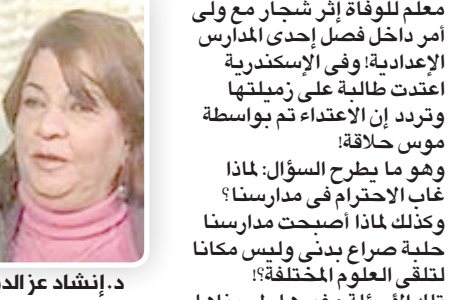 معلم للوفاة إثر شجار مع ولى
أمر داخل فصل إحدى المدارس
الإعدادية! وفى الإسكندرية
اعتدت طالبة على زميلتها
وتردد إن الاعتداء تم بواسطة
موس حلاقة!
وهو ما يطرح السؤال: لماذا
غاب الاحترام فى مدارسنا؟
وكذلك لماذا أصبحت مدارسنا
حلبة صراع بدنى وليس مكانا
لتلقى العلوم المختلفة؟!
د. إنشاد عز الدين